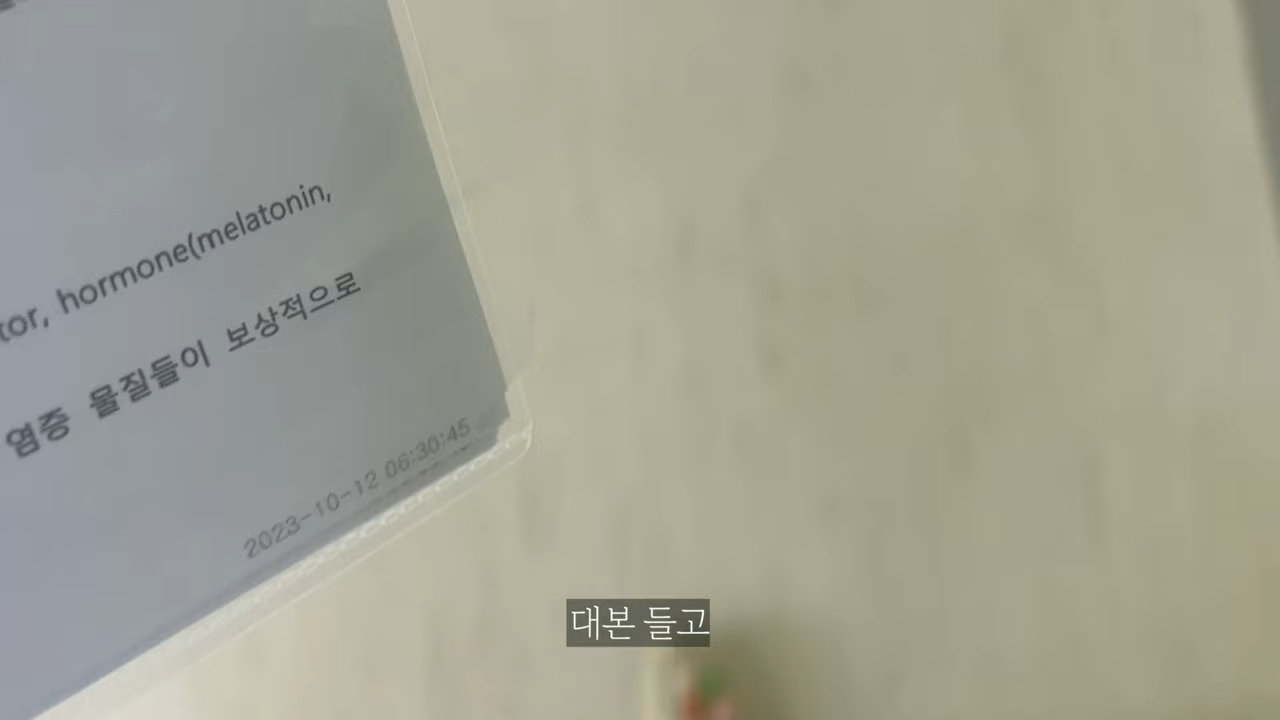 tor, hormone(melatonin,
염증 물질들이 보상적으로
2023-10-12 06:30:45
대본 들고